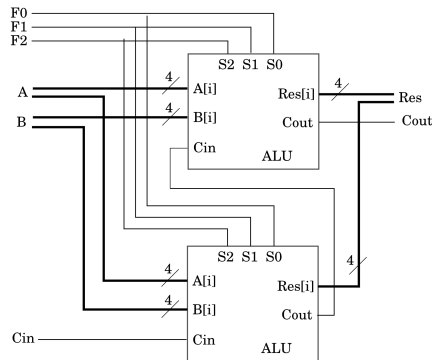 F0
F1
F2
S2 S1 S0
4
A[i]
4
Res[i]
A
Res
4
B[i]
B
Cout
Cout
Cin
ALU
S2 S1 S0
4
A[i]
4
Res[i]
4
B[i]
Cout
Cin
Cin
ALU